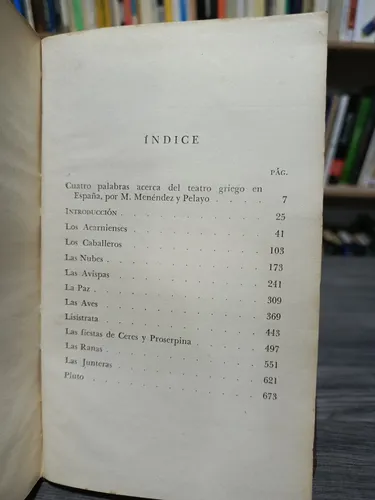 ÍNDICE
PÁG.
Cuatro palabras acerca del teatro griego en
España, por M. Menéndez y Pelayo . . . . 7
INTRODUCCIÓN . . . . . . . . . . 25
Los Acarnienses . . . . . . . . . . 41
Los Caballeros . . . . . . . . . . 103
Las Nubes . . . . . . . . . . 173
Las Avispas . . . . . . . . . . 241
La Paz . . . . . . . . . . 309
Las Aves . . . . . . . . . . 369
Lisístrata . . . . . . . . . . 443
Las fiestas de Ceres y Proserpina . . . . . . 497
Las Ranas . . . . . . . . . . 551
Las Junteras . . . . . . . . . . 621
Pluto . . . . . . . . . . 673